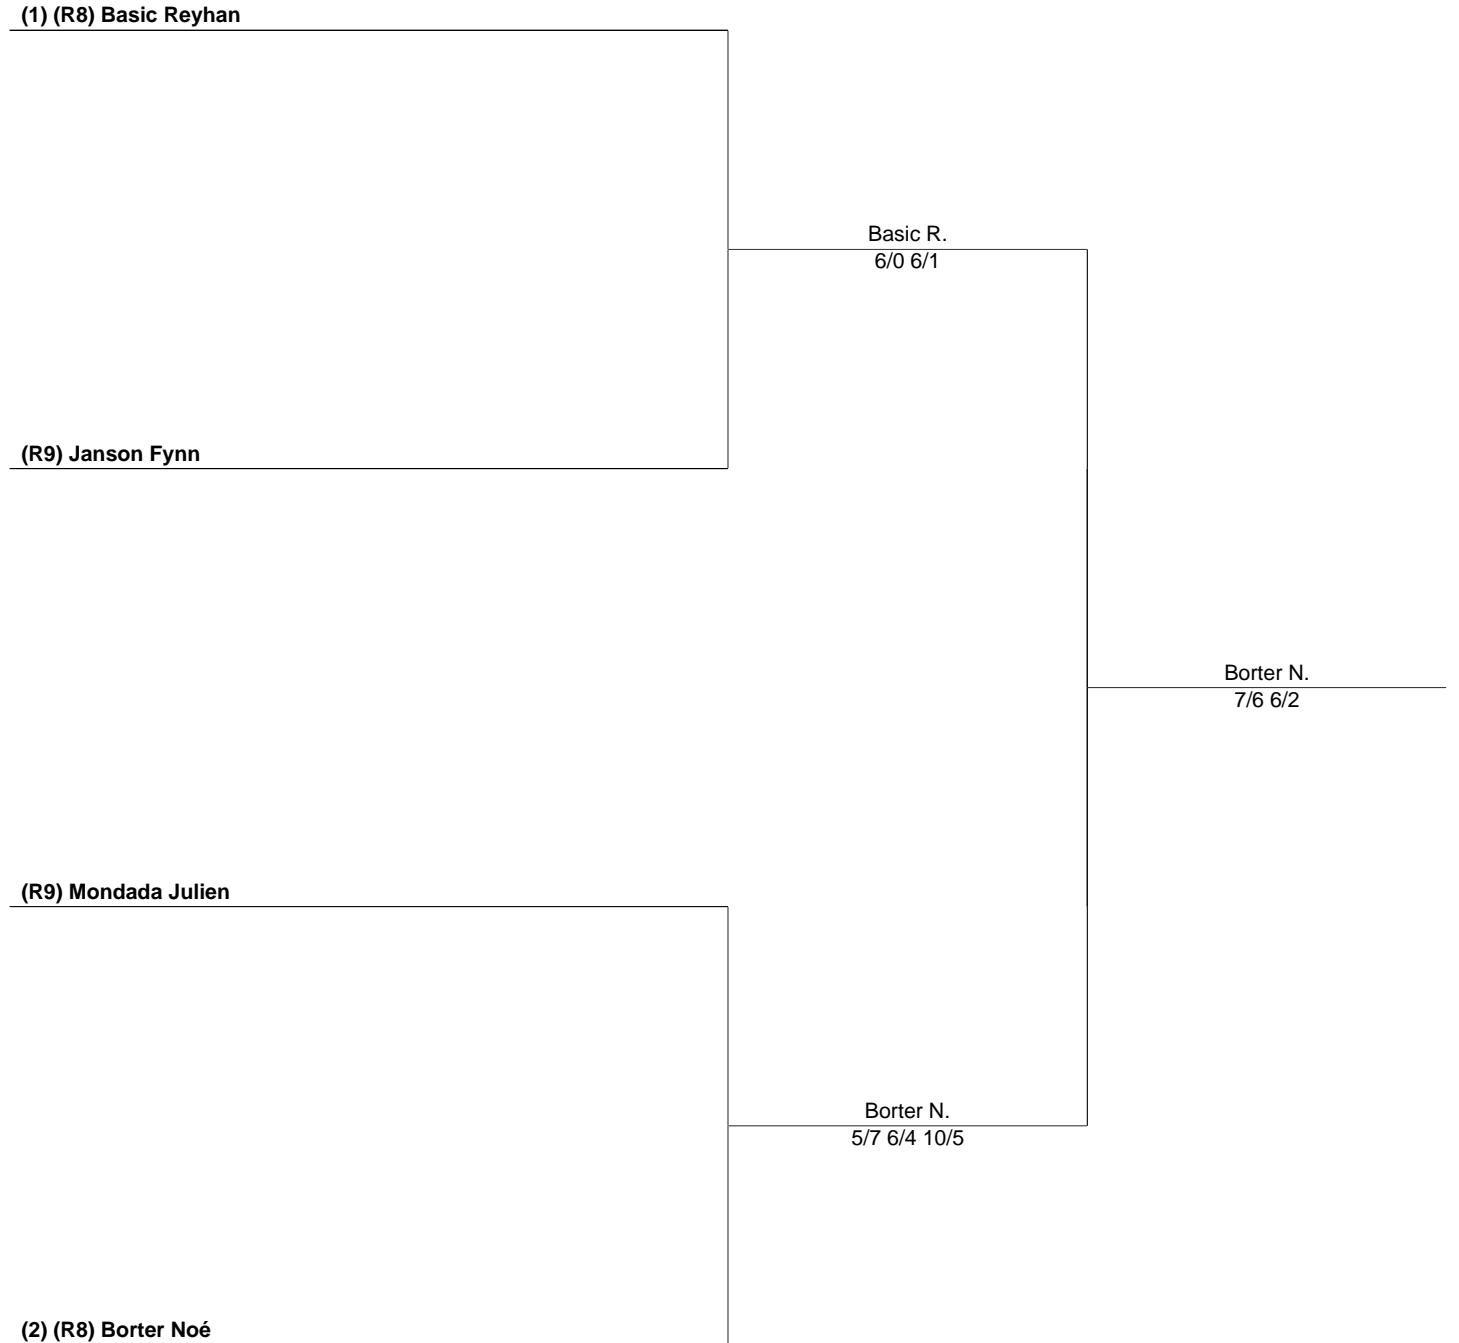 (1) (R8) Basic Reyhan
Basic R.
6/0 6/1
(R9) Janson Fynn
Borter N.
7/6 6/2
(R9) Mondada Julien
Borter N.
5/7 6/4 10/5
(2) (R8) Borter Noé